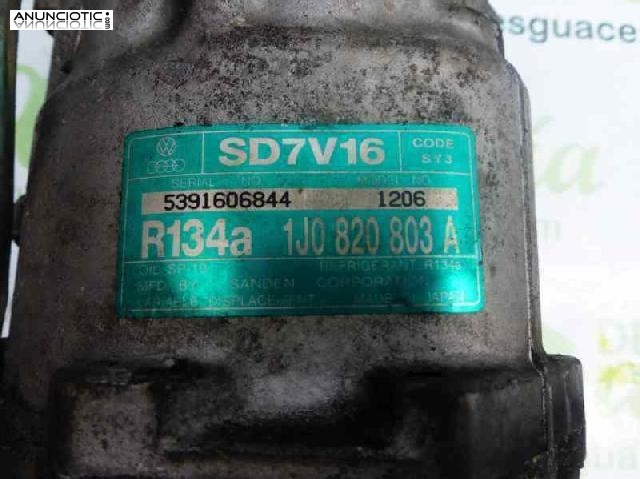 ANUNCIOTIC.COM
esguace
SD7V16
CODE
SY3
SERIAL NO.
MODEL NO.
5391606844
1206
R134a
1J0 820 803 A
OIL SP-10
REFRIGERANT R134a
MFD. BY SANDEN CORPORATION
VARIABLE DISPLACEMENT MADE IN JAPAN